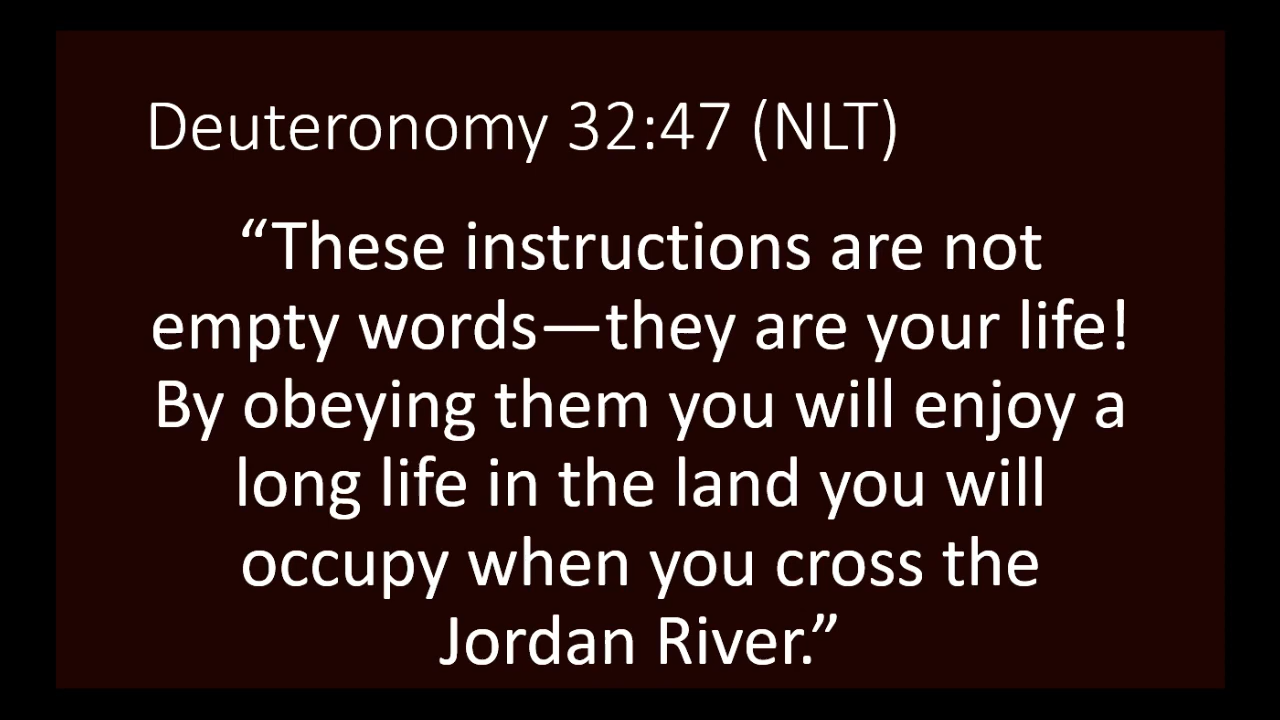 Deuteronomy 32:47 (NLT)
“These instructions are not
empty words—they are your life!
By obeying them you will enjoy a
long life in the land you will
occupy when you cross the
Jordan River.”